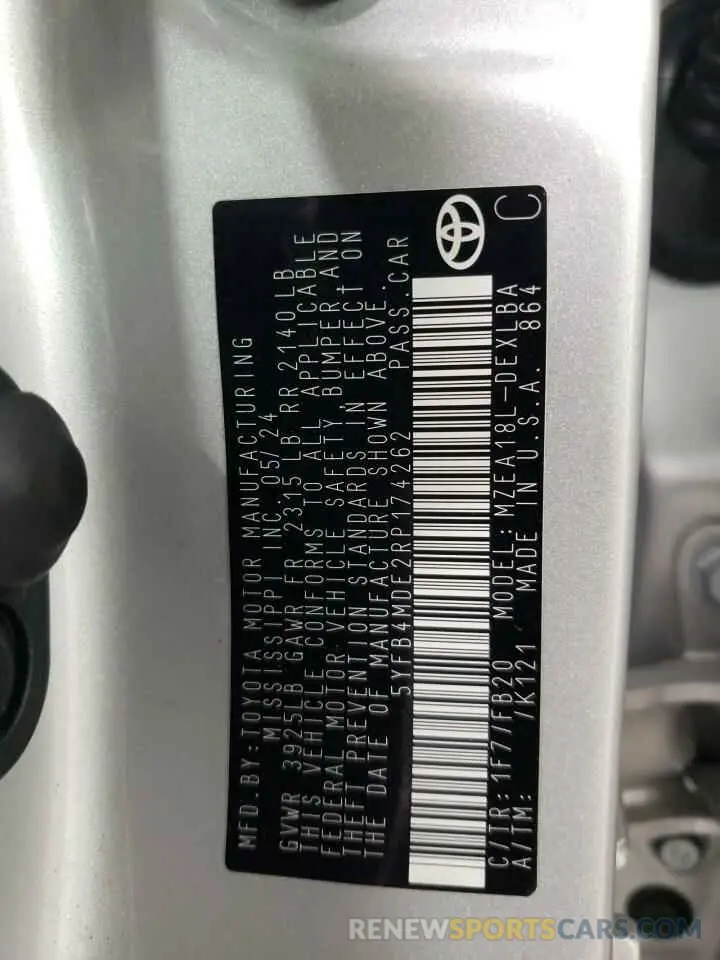 MFD.BY:TOYOTA MOTOR MANUFACTURING
MISSISSIPPI INC. 05/24
GVWR 3925LB GAWR FR 2315 LB RR 2140LB
THIS VEHICLE CONFORMS TO ALL APPLICABLE
FEDERAL MOTOR VEHICLE SAFETY, BUMPER AND
THEFT PREVENTION STANDARDS IN EFFECT ON
THE DATE OF MANUFACTURE SHOWN ABOVE.
5YFB4MDE2RP174262 PASS.CAR
C/TR: 1F7/FB20 MODEL: MZEA18L-DEXLBA
A/TM: /K121 MADE IN U.S.A. 864
C
RENEWSPORTSCARS.COM